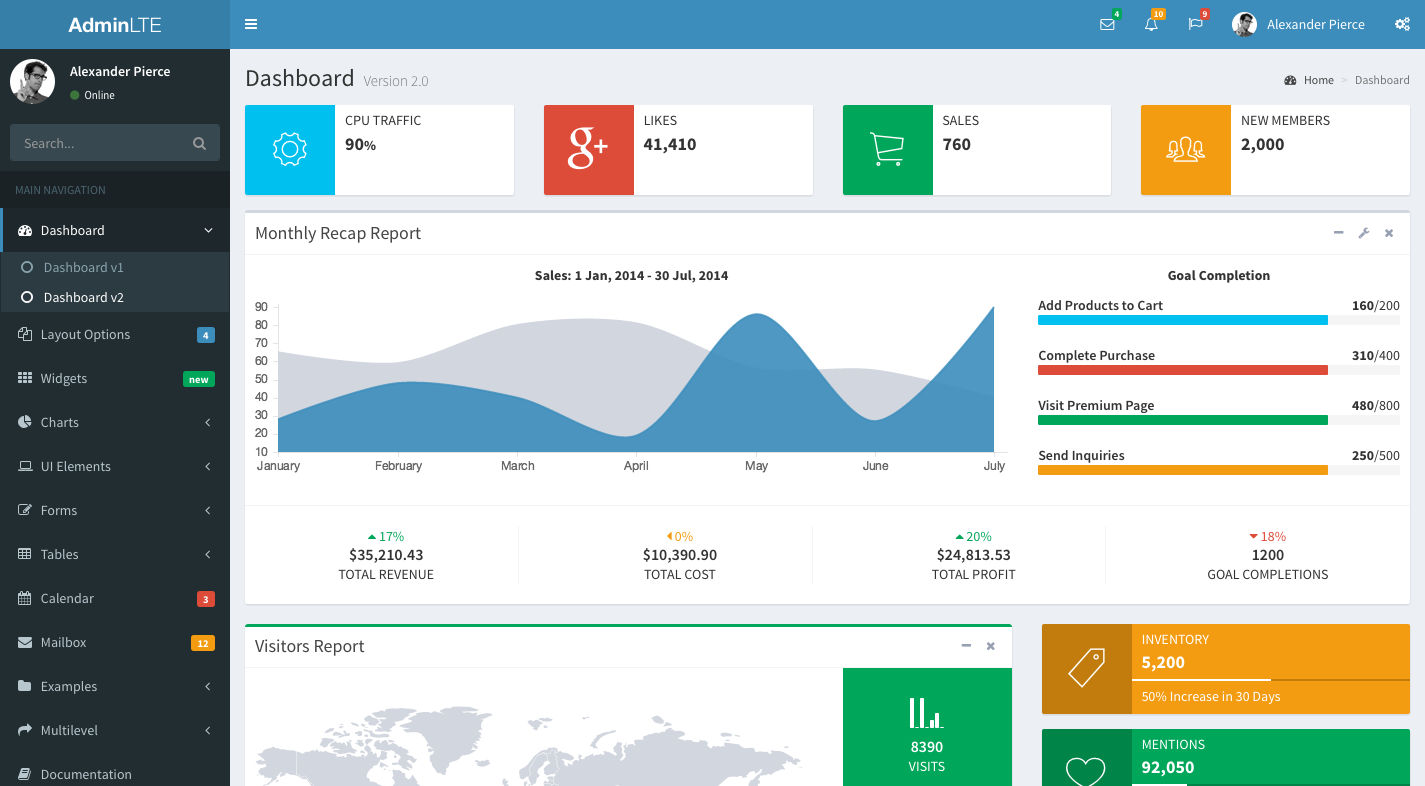 AdminLTE
4
10
9
Alexander Pierce
Alexander Pierce
Online
Search...
MAIN NAVIGATION
Dashboard
Dashboard v1
Dashboard v2
Layout Options 4
Widgets new
Charts
UI Elements
Forms
Tables
Calendar 3
Mailbox 12
Examples
Multilevel
Documentation
Dashboard Version 2.0
Home > Dashboard
CPU TRAFFIC
90%
g+
LIKES
41,410
SALES
760
NEW MEMBERS
2,000
Monthly Recap Report
Sales: 1 Jan, 2014 - 30 Jul, 2014
90
80
70
60
50
40
30
20
10
January February March April May June July
Goal Completion
Add Products to Cart 160/200
Complete Purchase 310/400
Visit Premium Page 480/800
Send Inquiries 250/500
17%
$35,210.43
TOTAL REVENUE
0%
$10,390.90
TOTAL COST
20%
$24,813.53
TOTAL PROFIT
18%
1200
GOAL COMPLETIONS
Visitors Report
8390
VISITS
INVENTORY
5,200
50% Increase in 30 Days
MENTIONS
92,050